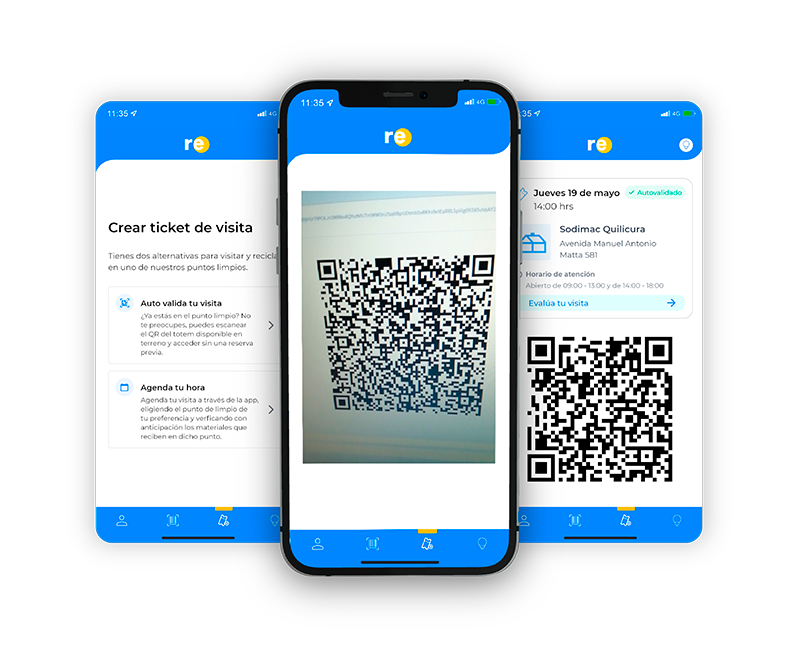 11:35
4G
re
Crear ticket de visita
Tienes dos alternativas para visitar y recicla
en uno de nuestros puntos limpios.
Auto valida tu visita
¿Ya estás en el punto limpio? No
te preocupes, puedes escanear
el QR del totem disponible en
terreno y acceder sin una reserva
previa.
Agenda tu hora
Agenda tu visita a través de la app,
eligiendo el punto de limpio de
tu preferencia y verficando con
anticipación los materiales que
reciben en dicho punto.
11:35
4G
re
:35
4G
re
Jueves 19 de mayo
Autovalidado
14:00 hrs
Sodimac Quilicura
Avenida Manuel Antonio
Matta 581
Horario de atención
Abierto de 09:00 - 13:00 y de 14:00 - 18:00
Evalúa tu visita